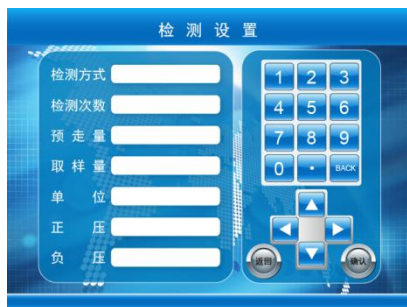 检测设置
检测方式
检测次数
预走量
取样量
单位
正压
负压
1 2 3
4 5 6
7 8 9
0 · BACK
返回 确认